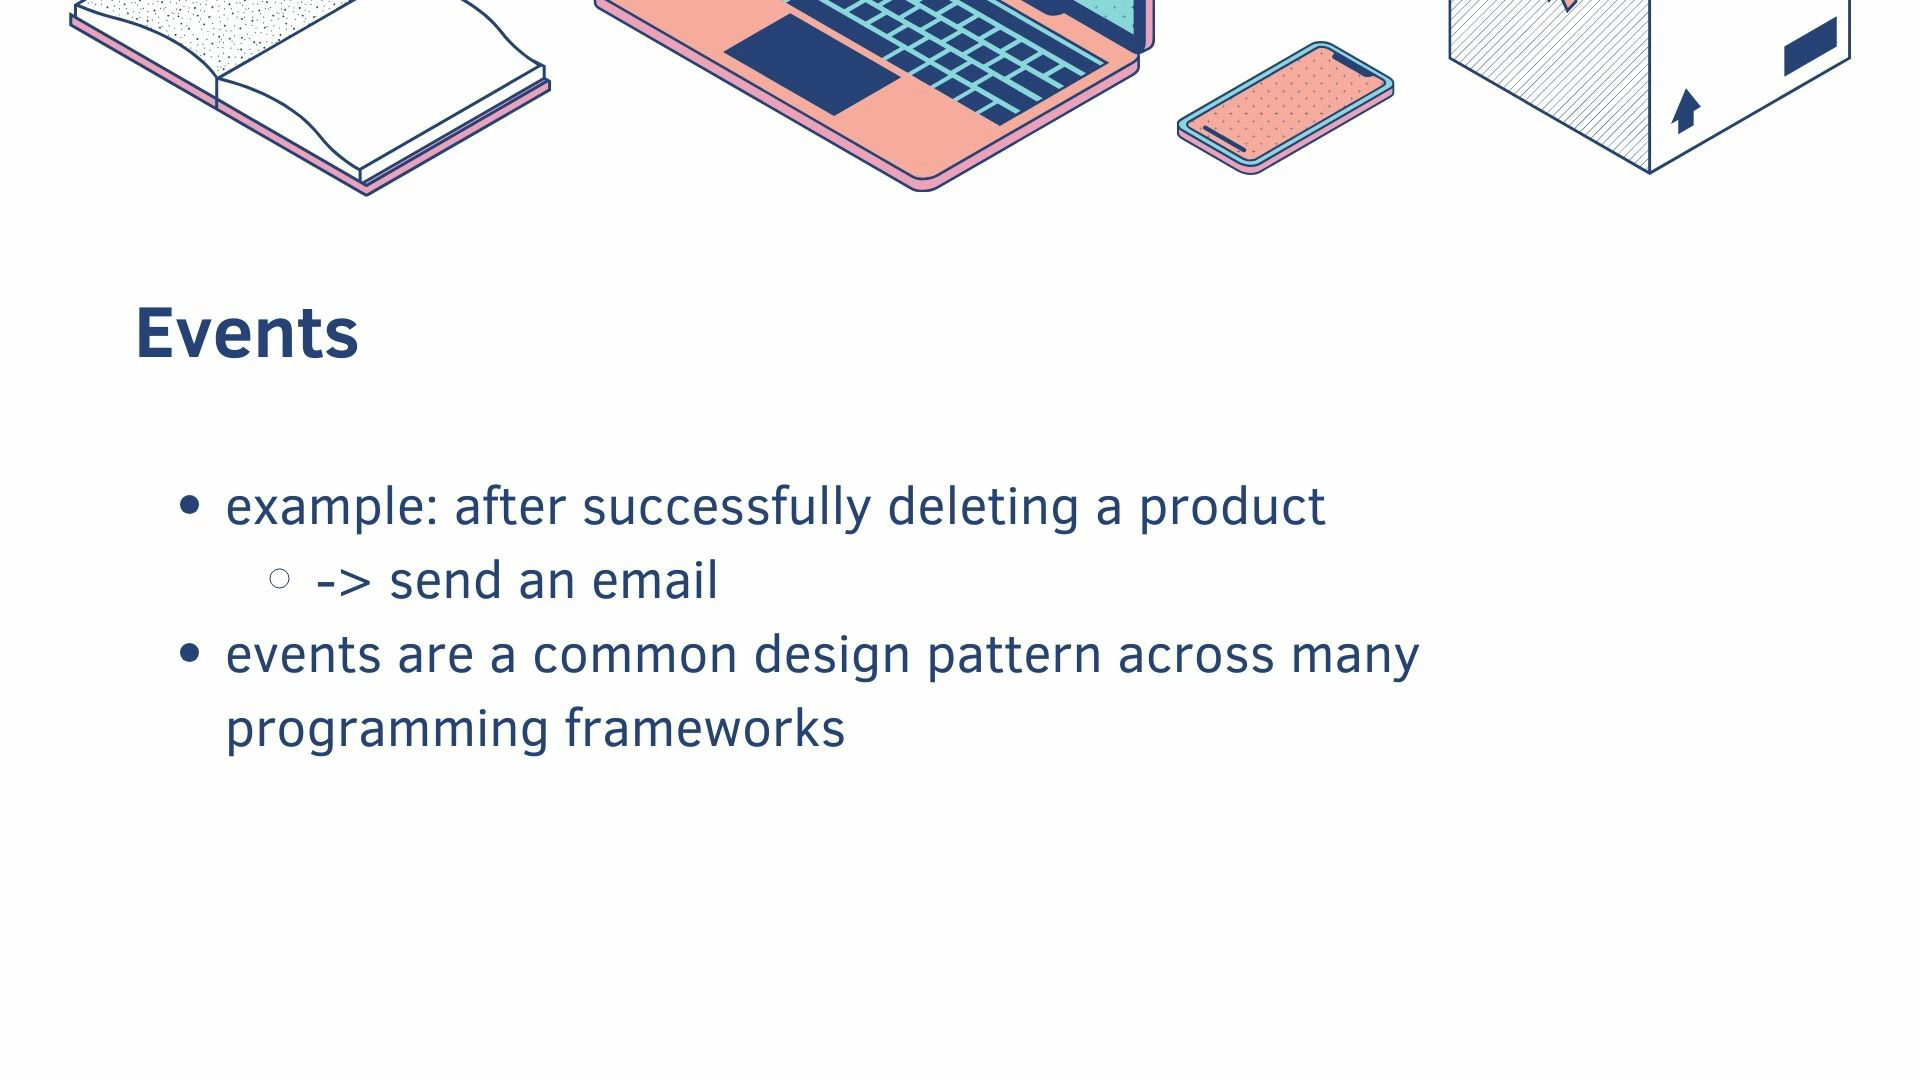 Events
• example: after successfully deleting a product
○ -> send an email
• events are a common design pattern across many
programming frameworks